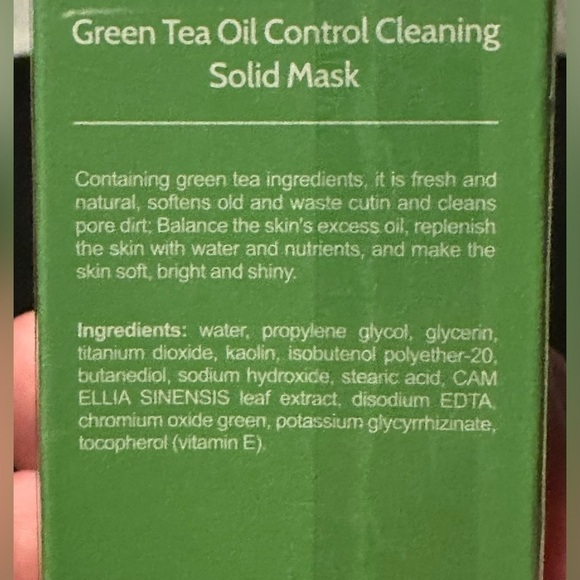 Green Tea Oil Control Cleaning
Solid Mask
Containing green tea ingredients, it is fresh and
natural, softens old and waste cutin and cleans
pore dirt; Balance the skin's excess oil, replenish
the skin with water and nutrients, and make the
skin soft, bright and shiny.
Ingredients: water, propylene glycol, glycerin,
titanium dioxide, kaolin, isobutenol polyether-20,
butanediol, sodium hydroxide, stearic acid, CAM
ELLIA SINENSIS leaf extract, disodium EDTA,
chromium oxide green, potassium glycyrrhizinate,
tocopherol (vitamin E).